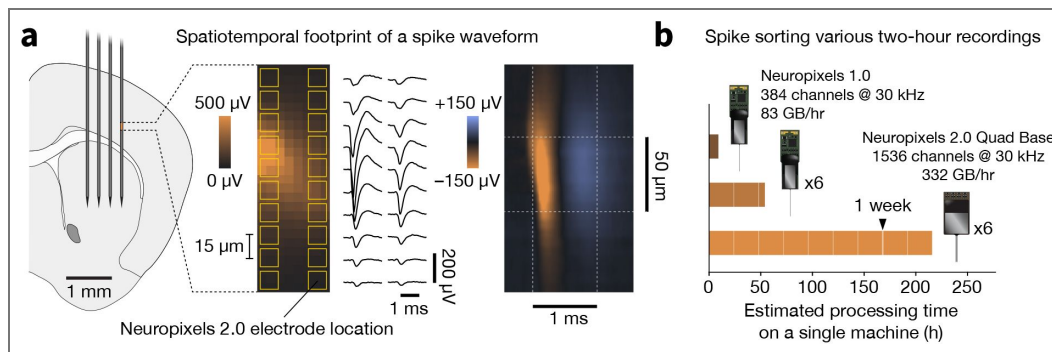 a
Spatiotemporal footprint of a spike waveform
500 µV
0 µV
15 µm
1 mm
Neuropixels 2.0 electrode location
200 µV
1 ms
+150 µV
−150 µV
50 µm
1 ms
b
Spike sorting various two-hour recordings
Neuropixels 1.0
384 channels @ 30 kHz
83 GB/hr
x6
Neuropixels 2.0 Quad Base
1536 channels @ 30 kHz
332 GB/hr
x6
1 week
0 50 100 150 200 250
Estimated processing time
on a single machine (h)